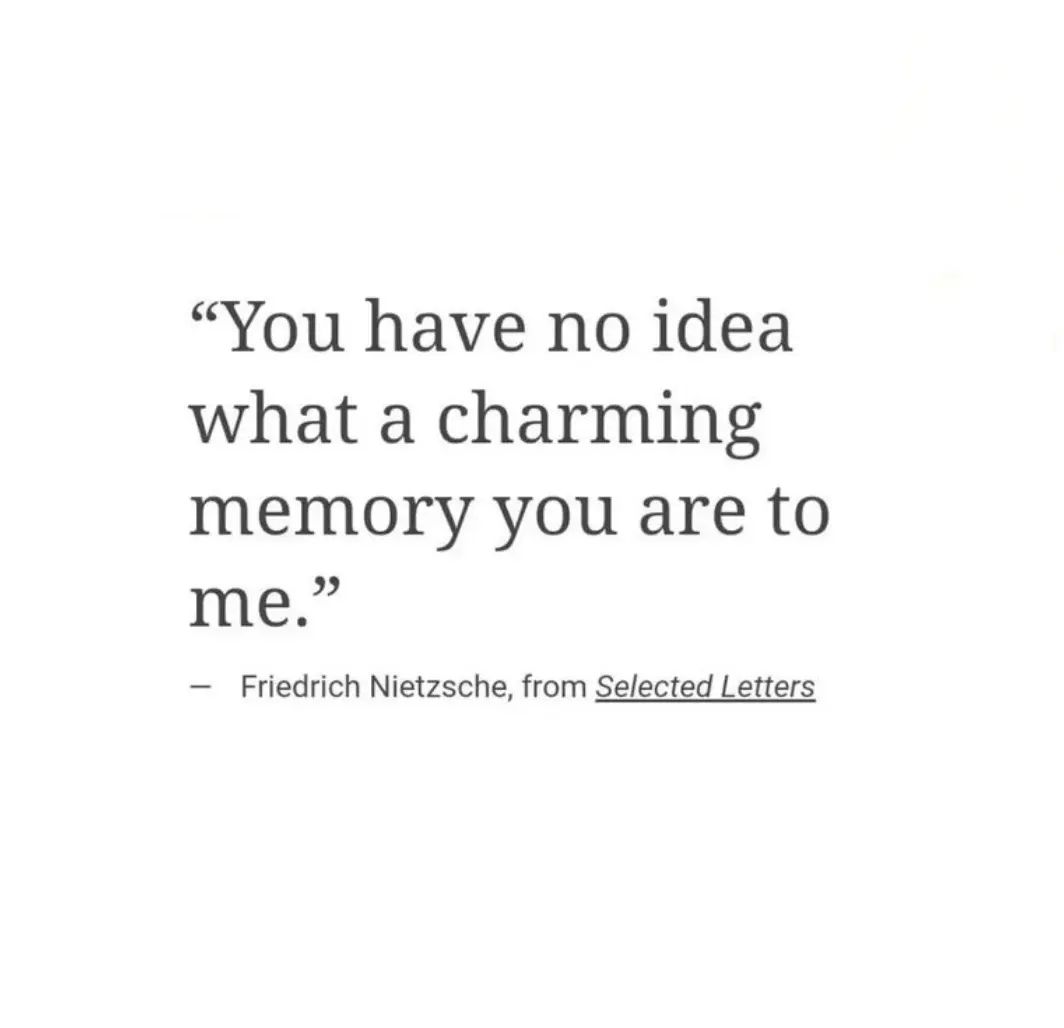 “You have no idea
what a charming
memory you are to
me.”
— Friedrich Nietzsche, from Selected Letters